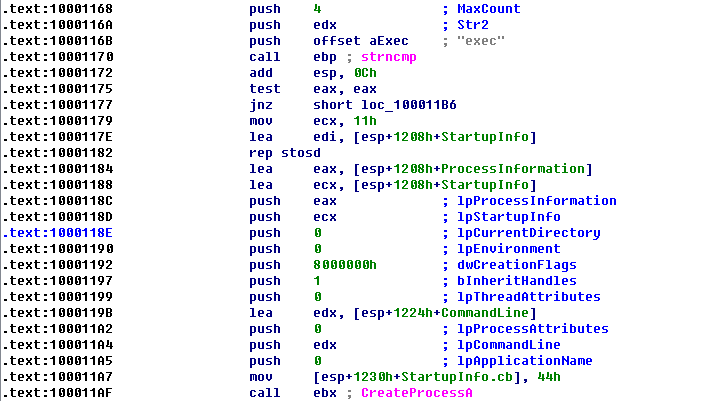 .text:10001168 push 4 ; MaxCount
.text:1000116A push edx ; Str2
.text:1000116B push offset aExec ; "exec"
.text:10001170 call ebp ; strncmp
.text:10001172 add esp, 0Ch
.text:10001175 test eax, eax
.text:10001177 jnz short loc_100011B6
.text:10001179 mov ecx, 11h
.text:1000117E lea edi, [esp+1208h+StartupInfo]
.text:10001182 rep stosd
.text:10001184 lea eax, [esp+1208h+ProcessInformation]
.text:10001188 lea ecx, [esp+1208h+StartupInfo]
.text:1000118C push eax ; lpProcessInformation
.text:1000118D push ecx ; lpStartupInfo
.text:1000118E push 0 ; lpCurrentDirectory
.text:10001190 push 0 ; lpEnvironment
.text:10001192 push 8000000h ; dwCreationFlags
.text:10001197 push 1 ; bInheritHandles
.text:10001199 push 0 ; lpThreadAttributes
.text:1000119B lea edx, [esp+1224h+CommandLine]
.text:100011A2 push 0 ; lpProcessAttributes
.text:100011A4 push edx ; lpCommandLine
.text:100011A5 push 0 ; lpApplicationName
.text:100011A7 mov [esp+1230h+StartupInfo.cb], 44h
.text:100011AF call ebx ; CreateProcessA